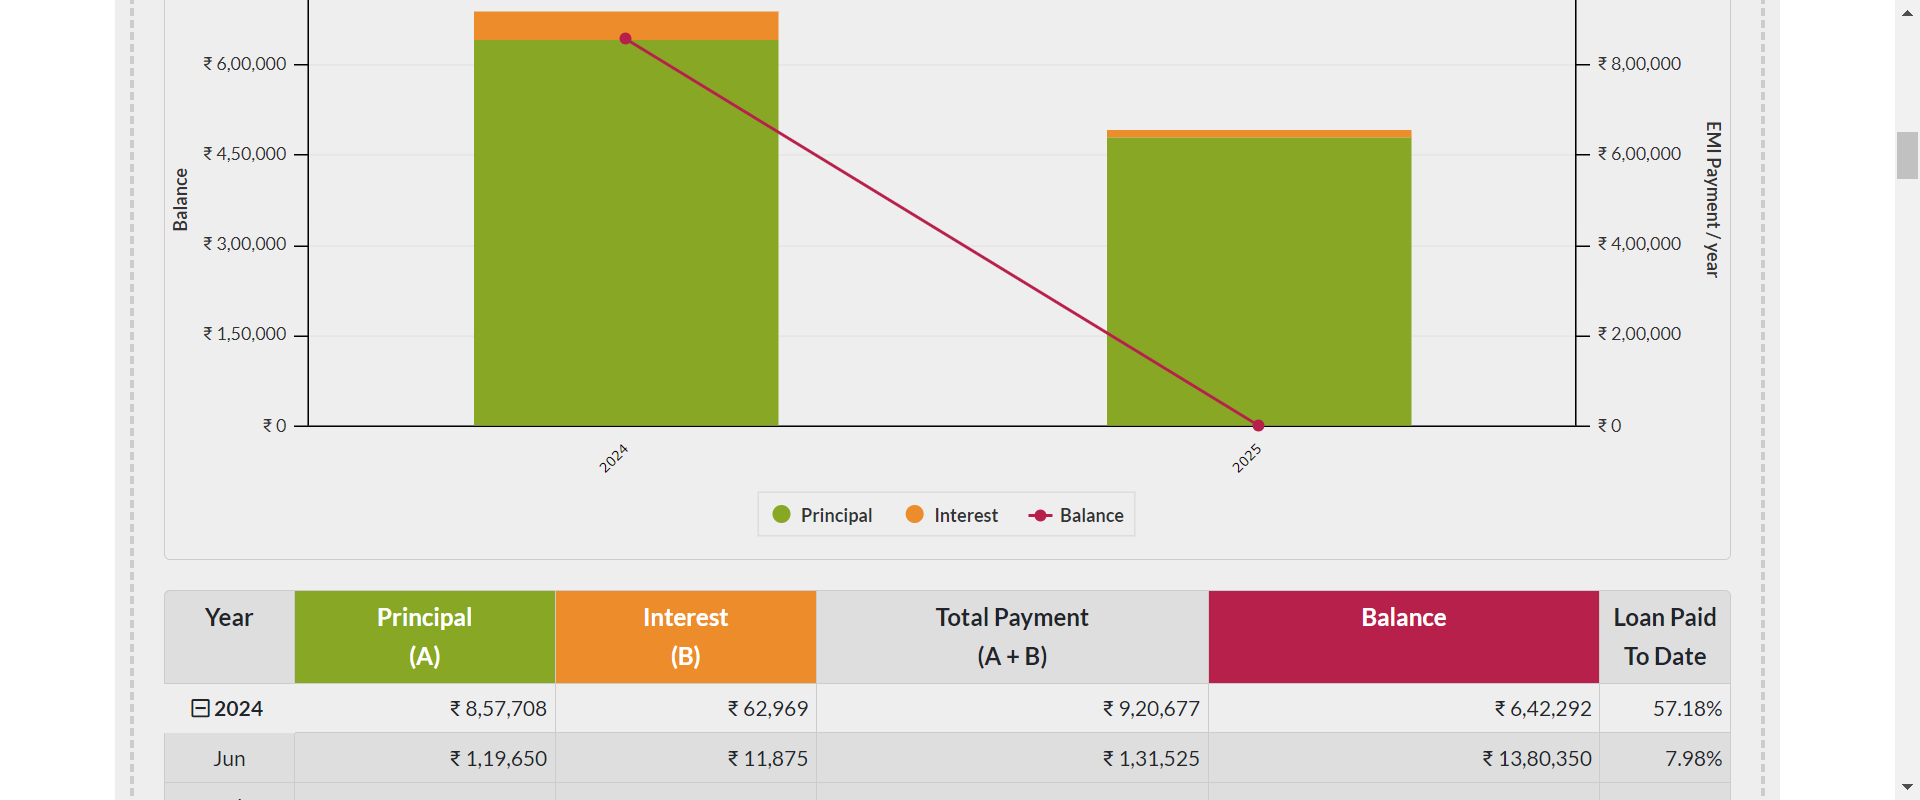 ₹ 6,00,000
₹ 4,50,000
₹ 3,00,000
₹ 1,50,000
₹ 0
Balance
₹ 8,00,000
₹ 6,00,000
₹ 4,00,000
₹ 2,00,000
₹ 0
EMI Payment / year
2024
2025
Principal
Interest
Balance
Year
Principal
(A)
Interest
(B)
Total Payment
(A + B)
Balance
Loan Paid
To Date
2024
₹ 8,57,708
₹ 62,969
₹ 9,20,677
₹ 6,42,292
57.18%
Jun
₹ 1,19,650
₹ 11,875
₹ 1,31,525
₹ 13,80,350
7.98%